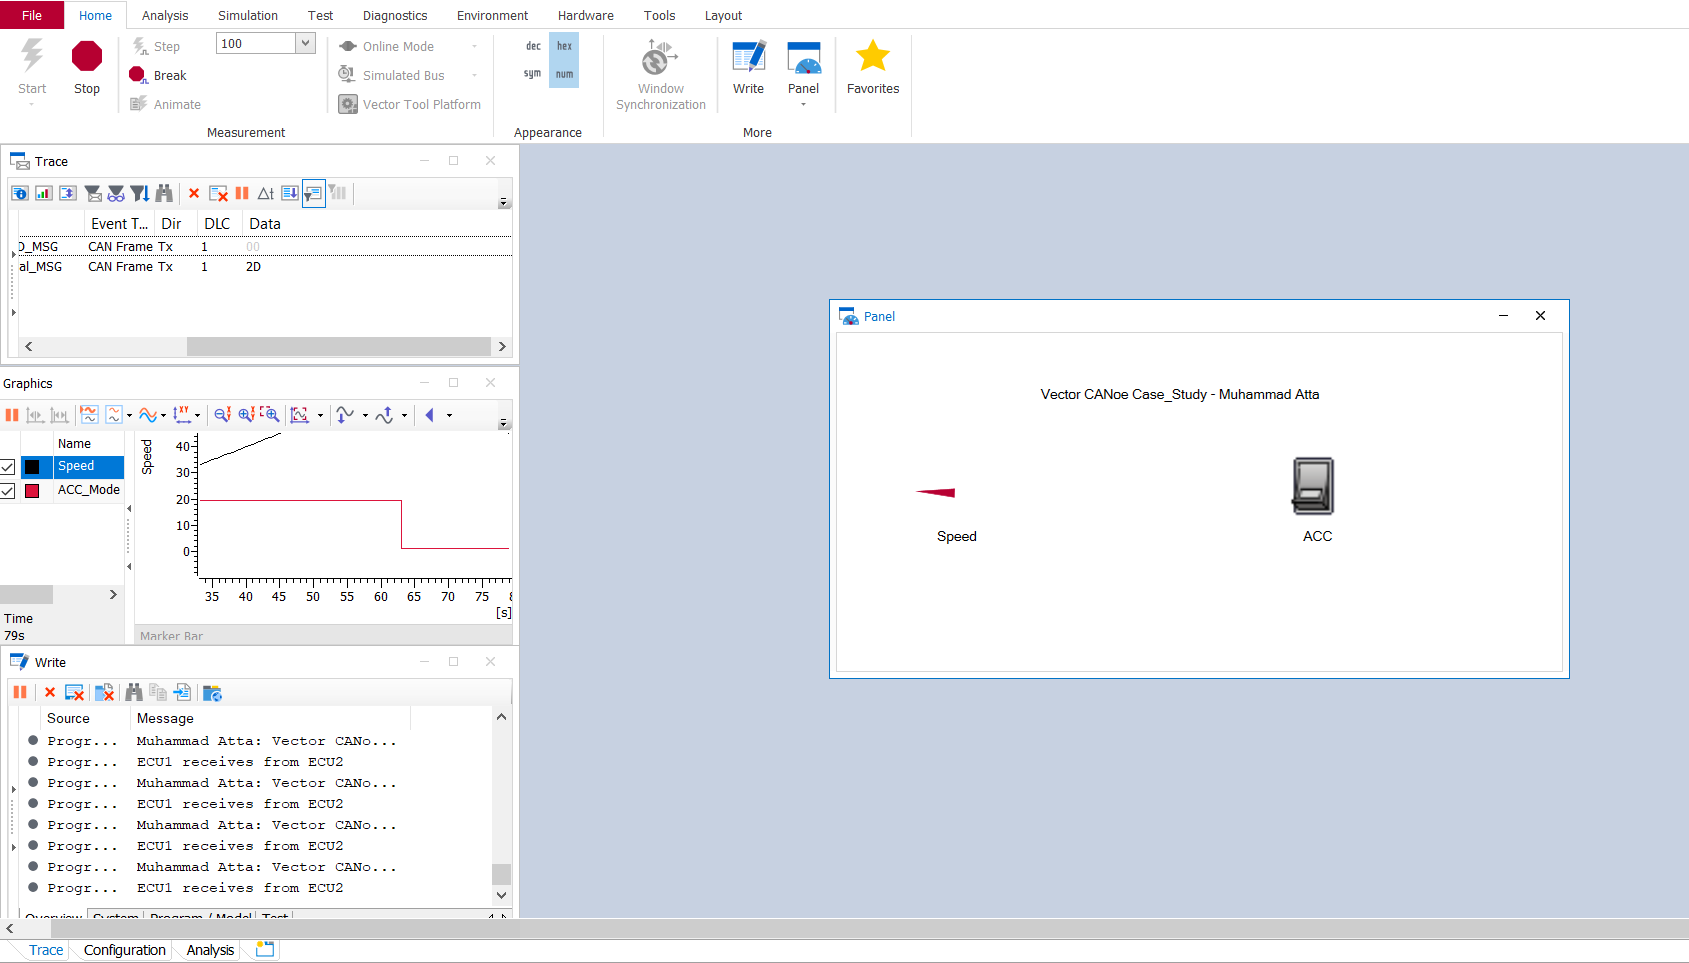 File Home Analysis Simulation Test Diagnostics Environment Hardware Tools Layout
Start
Stop
Step
Break
Animate
100
Measurement
Online Mode
Simulated Bus
Vector Tool Platform
dec hex
sym num
Appearance
Window
Synchronization
Write
Panel
More
Favorites
Trace
Event T... Dir DLC Data
D_MSG CAN Frame Tx 1 00
al_MSG CAN Frame Tx 1 2D
Graphics
Name
Speed
ACC_Mode
Time
79s
Speed
40
30
20
10
0
35 40 45 50 55 60 65 70 75 8
[s]
Marker Bar
Write
Source Message
Progr... Muhammad Atta: Vector CANo...
Progr... ECU1 receives from ECU2
Progr... Muhammad Atta: Vector CANo...
Progr... ECU1 receives from ECU2
Progr... Muhammad Atta: Vector CANo...
Progr... ECU1 receives from ECU2
Progr... Muhammad Atta: Vector CANo...
Progr... ECU1 receives from ECU2
Overview System Program / Model Test
Panel
Vector CANoe Case_Study - Muhammad Atta
Speed
ACC
Trace Configuration Analysis